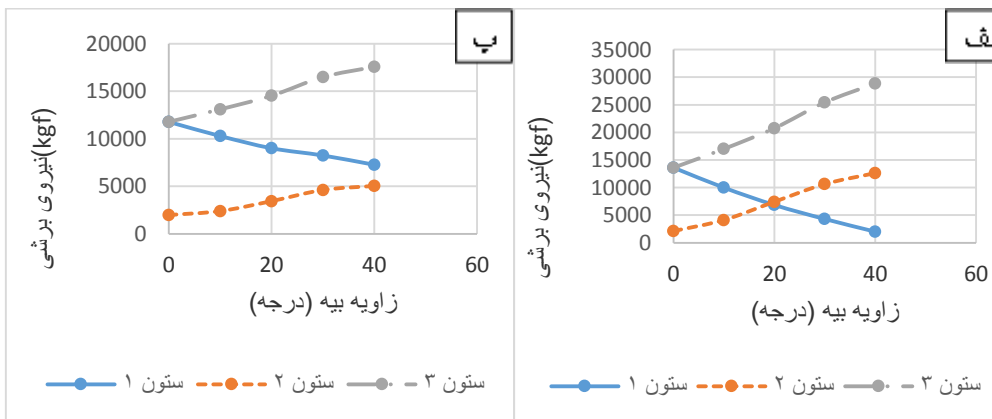 لف
35000
30000
25000
20000
15000
10000
5000
0
0 20 40 60
نیروی برشی(kgf)
زاویه بیه (درجه)
ستون ۱ ستون ۲ ستون ۳
ب
20000
15000
10000
5000
0
0 20 40 60
نیروی برشی(kgf)
زاویه بیه (درجه)
ستون ۱ ستون ۲ ستون ۳